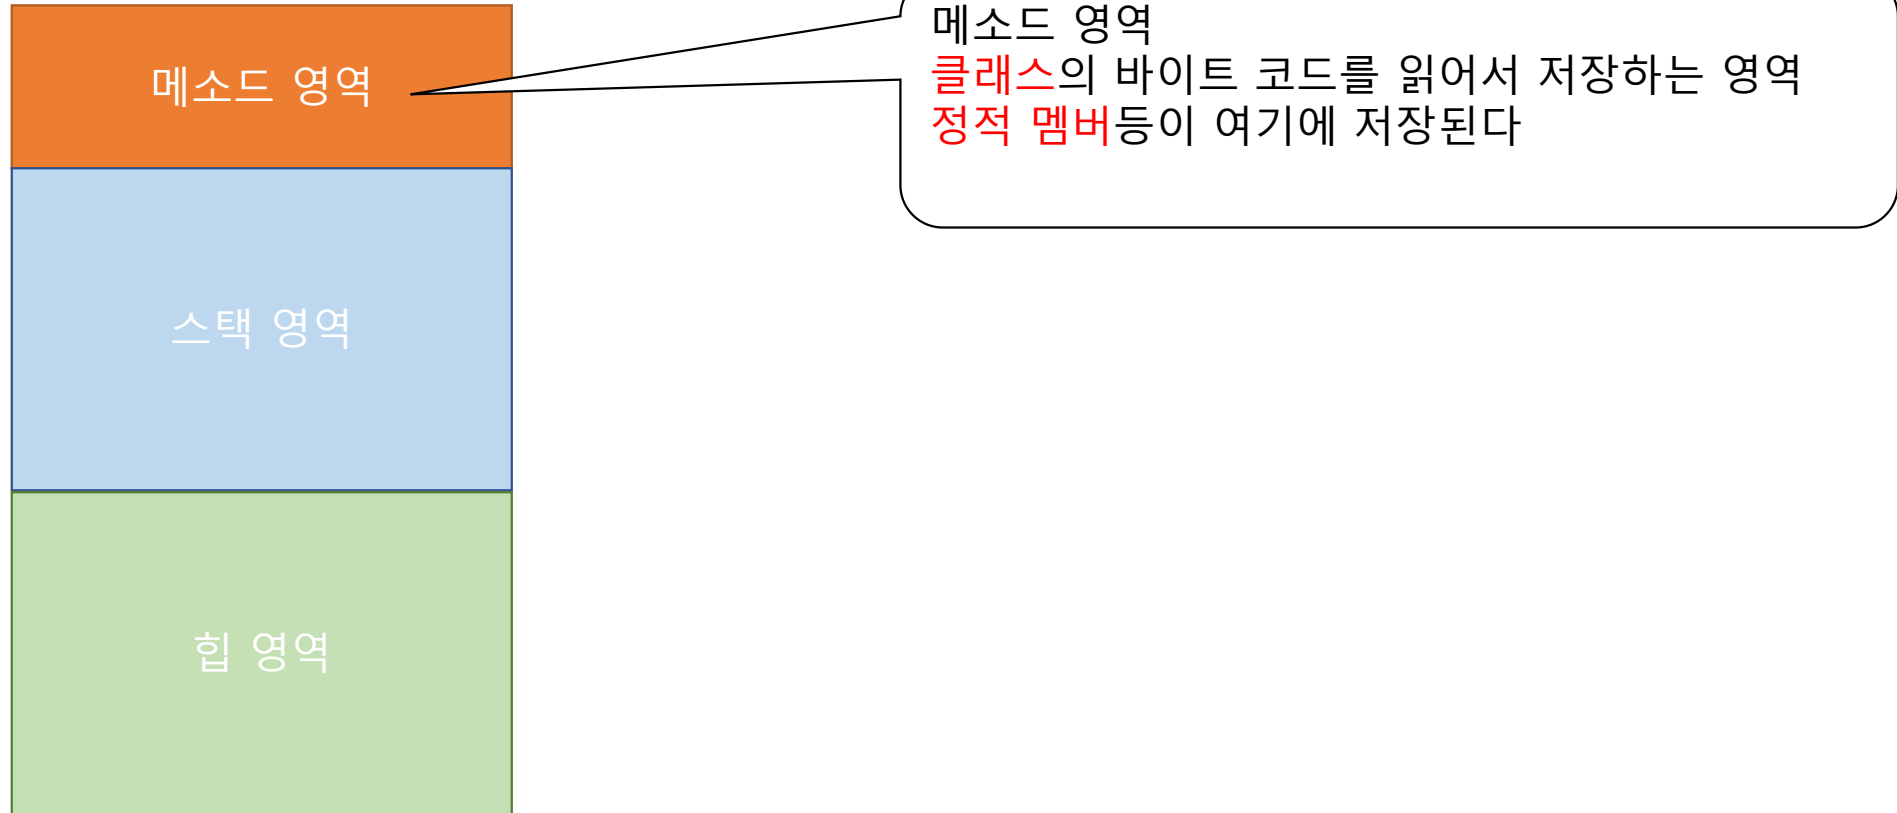 메소드 영역
메소드 영역
클래스의 바이트 코드를 읽어서 저장하는 영역
정적 멤버등이 여기에 저장된다
스택 영역
힙 영역